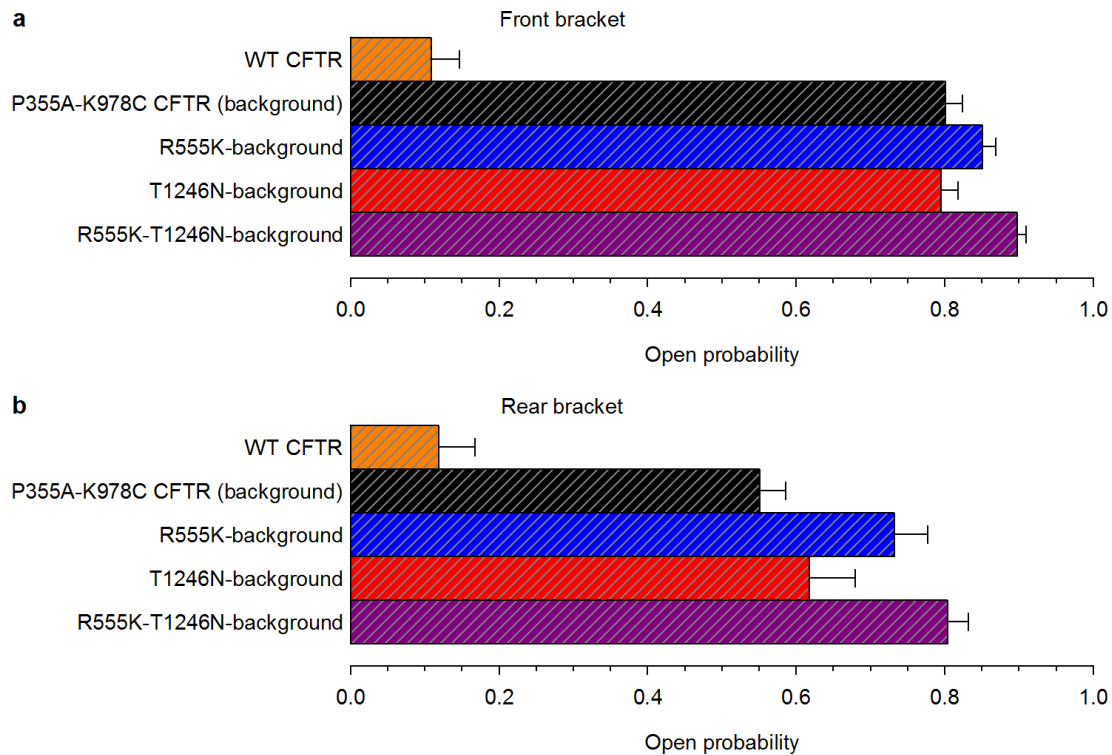 a
Front bracket
WT CFTR
P355A-K978C CFTR (background)
R555K-background
T1246N-background
R555K-T1246N-background
0.0 0.2 0.4 0.6 0.8 1.0
Open probability
b
Rear bracket
WT CFTR
P355A-K978C CFTR (background)
R555K-background
T1246N-background
R555K-T1246N-background
0.0 0.2 0.4 0.6 0.8 1.0
Open probability